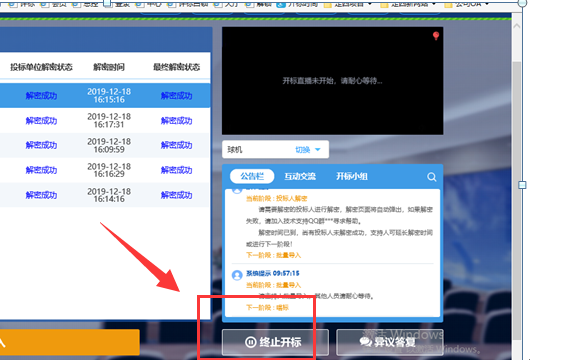 投标单位解密状态 解密时间 最终解密状态
解密成功 2019-12-18 16:15:16 解密成功
解密成功 2019-12-18 16:17:31 解密成功
解密成功 2019-12-18 16:09:59 解密成功
解密成功 2019-12-18 16:16:29 解密成功
解密成功 2019-12-18 16:14:16 解密成功
开标直播未开始，请耐心等待...
球机 切换
公告栏 互动交流 开标小组
当前阶段：投标人解密
请需要解密的投标人进行解密，解密页面将自动弹出，如果解密
失败，请加入技术支持QQ群***寻求帮助。
解密时间已到，尚有投标人未解密成功，支持人可延长解密时间
或进行下一阶段！
下一阶段：批量导入
系统提示 09:57:15
当前阶段：批量导入
其他人员请耐心等待。
下一阶段：唱标
入
终止开标
异议答复
Windows